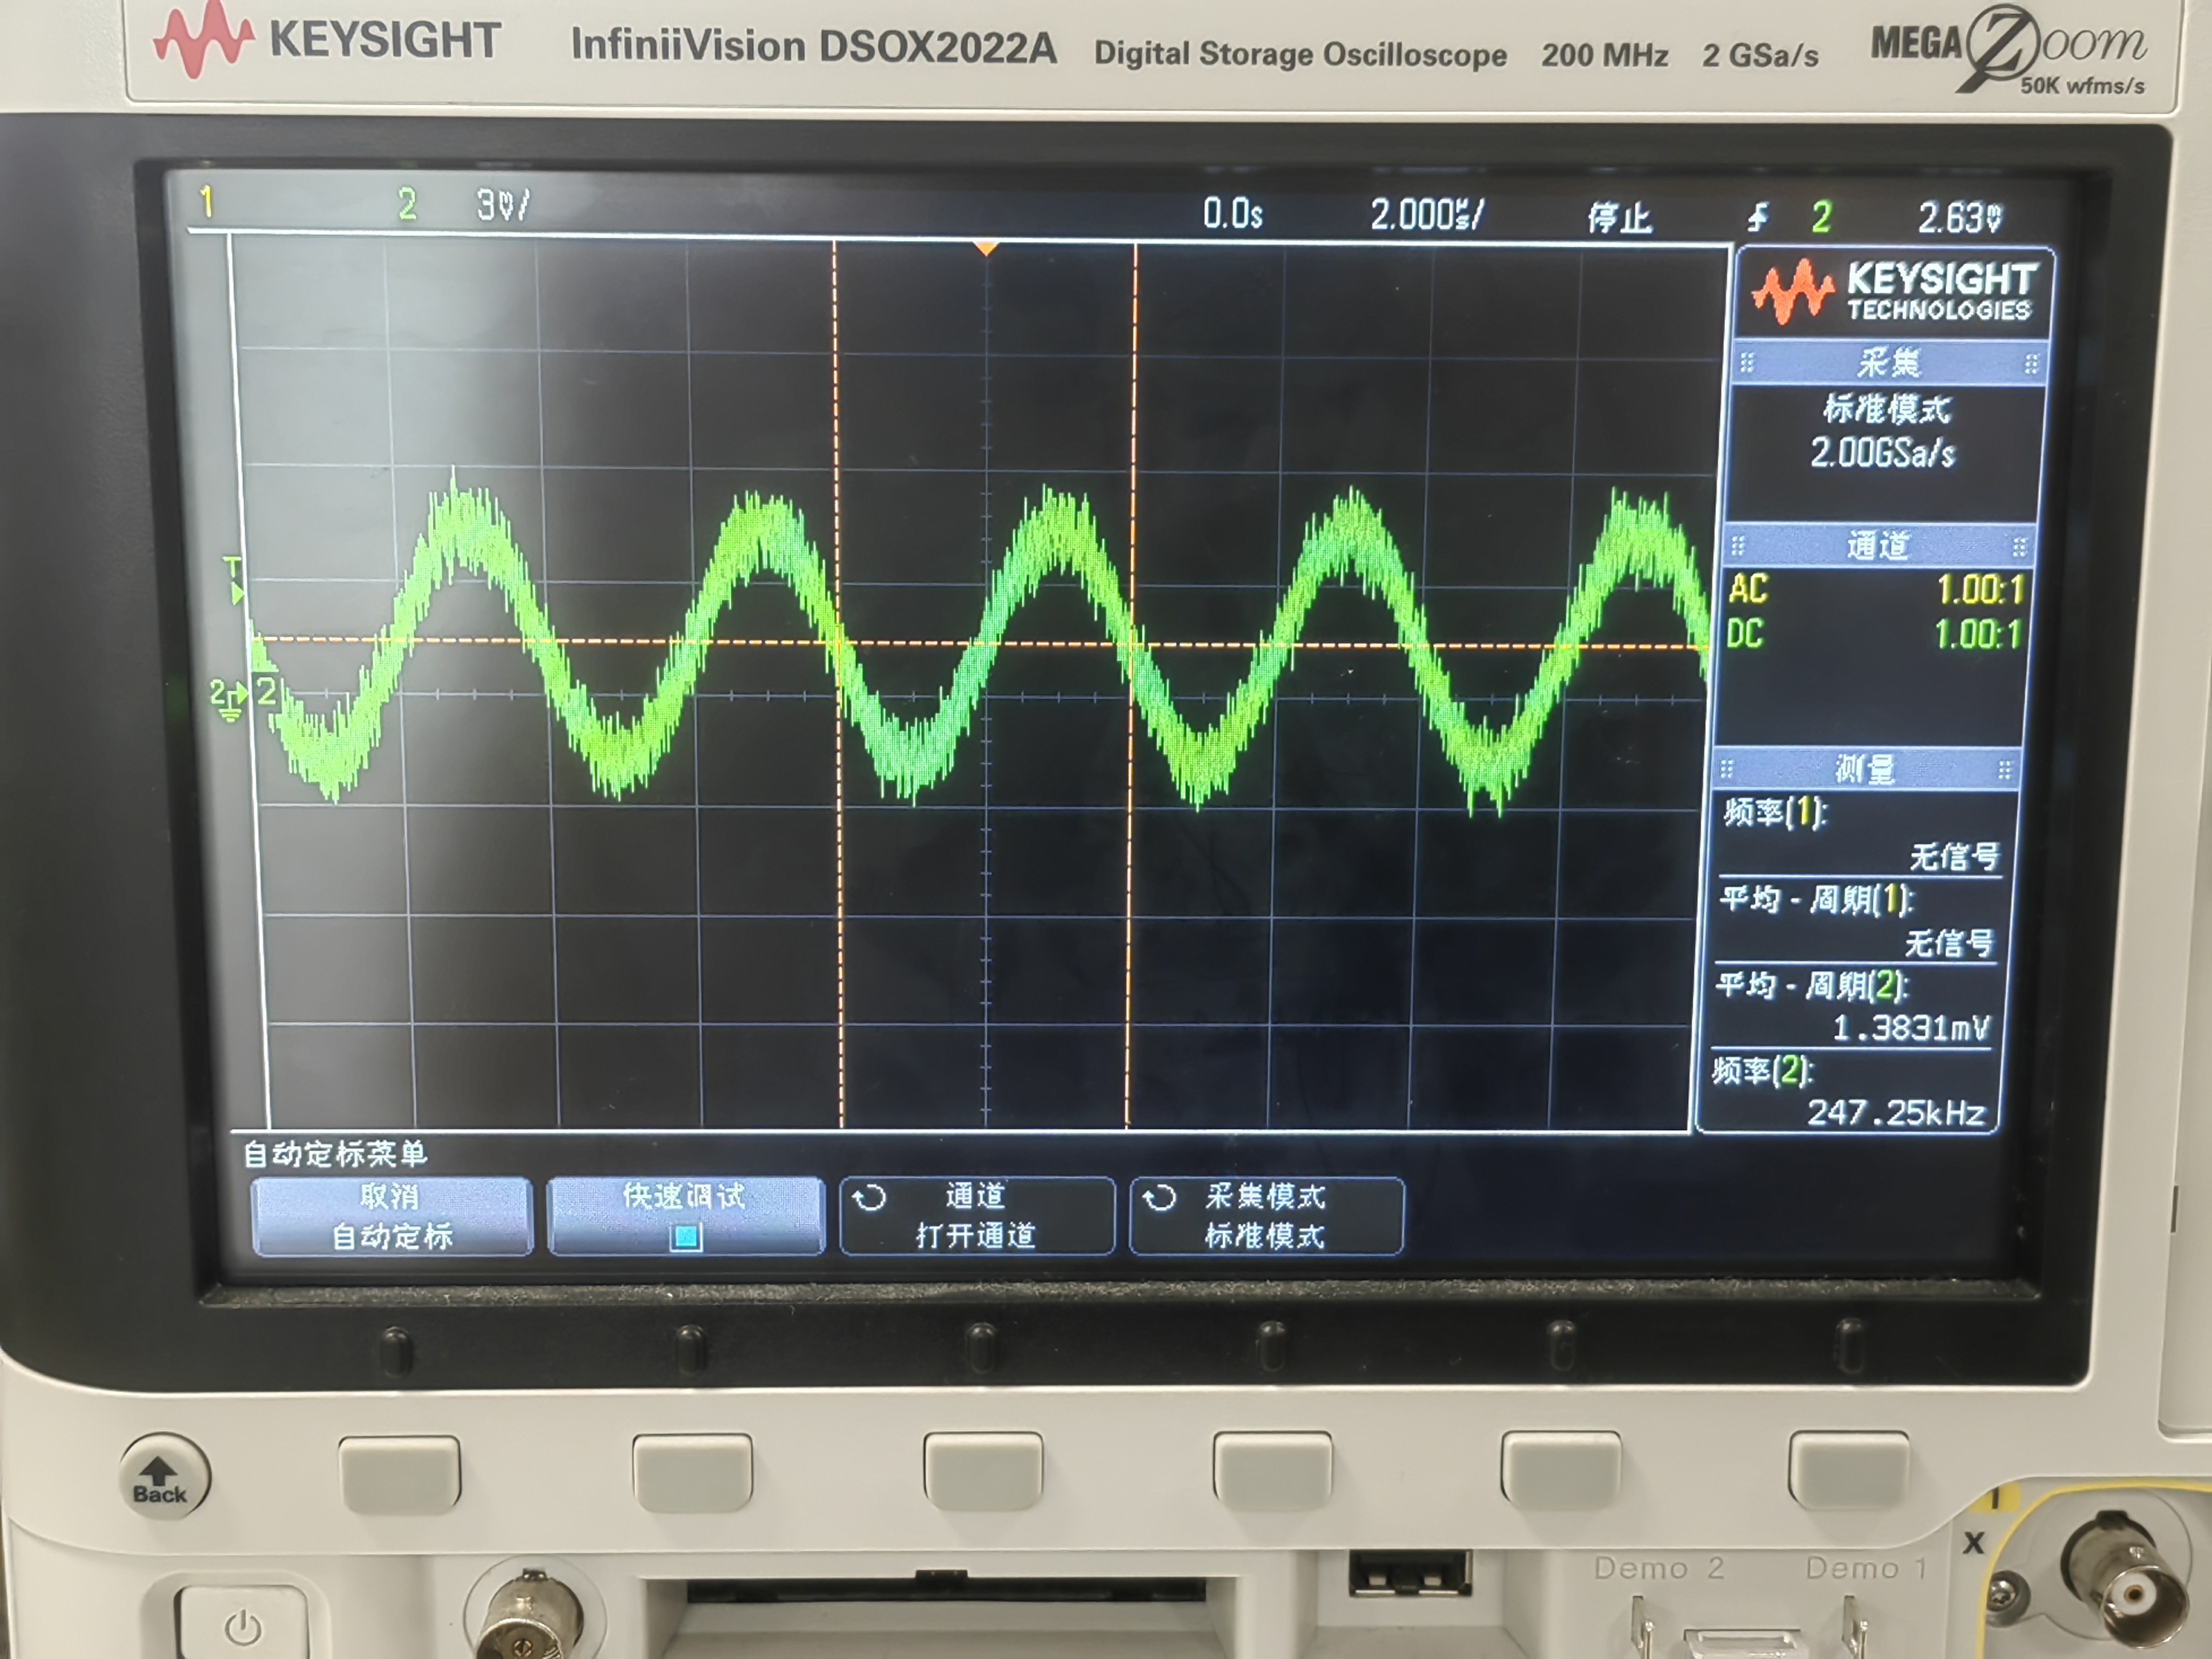 KEYSIGHT InfiniiVision DSOX2022A Digital Storage Oscilloscope 200 MHz 2 GSa/s MEGA Zoom
50K wfms/s
1 2 3mV/ 0.0s 2.000µs/ 停止 2 2.63mV
KEYSIGHT
TECHNOLOGIES
采集
标准模式
2.00GSa/s
通道
AC 1.00:1
DC 1.00:1
T
2 2
测量
频率(1):
无信号
平均 - 周期(1):
无信号
平均 - 周期(2):
1.3831mV
频率(2):
247.25kHz
自动定标菜单
取消
自动定标
快速调试
通道
打开通道
采集模式
标准模式
Back
1
X
Demo 2 Demo 1